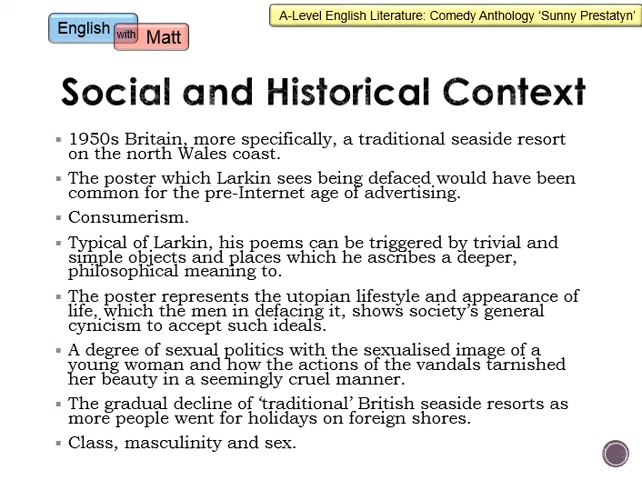 English
with
Matt
A-Level English Literature: Comedy Anthology 'Sunny Prestatyn'
Social and Historical Context
1950s Britain, more specifically, a traditional seaside resort
on the north Wales coast.
The poster which Larkin sees being defaced would have been
common for the pre-Internet age of advertising.
Consumerism.
Typical of Larkin, his poems can be triggered by trivial and
simple objects and places which he ascribes a deeper,
philosophical meaning to.
The poster represents the utopian lifestyle and appearance of
life, which the men in defacing it, shows society's general
cynicism to accept such ideals.
A degree of sexual politics with the sexualised image of a
young woman and how the actions of the vandals tarnished
her beauty in a seemingly cruel manner.
The gradual decline of 'traditional' British seaside resorts as
more people went for holidays on foreign shores.
Class, masculinity and sex.